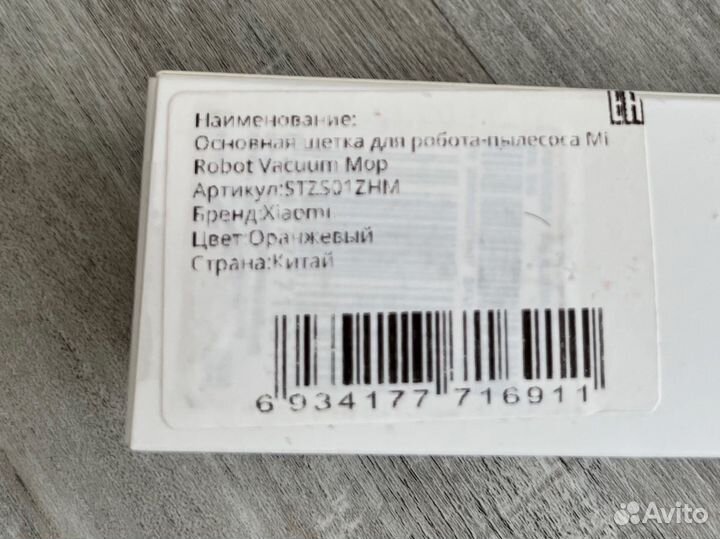 Наименование:
Основная щетка для робота-пылесоса Mi
Robot Vacuum Mop
Артикул:STZS01ZHM
Бренд:Xiaomi
Цвет:Оранжевый
Страна:Китай
6 934177 716911
Avito